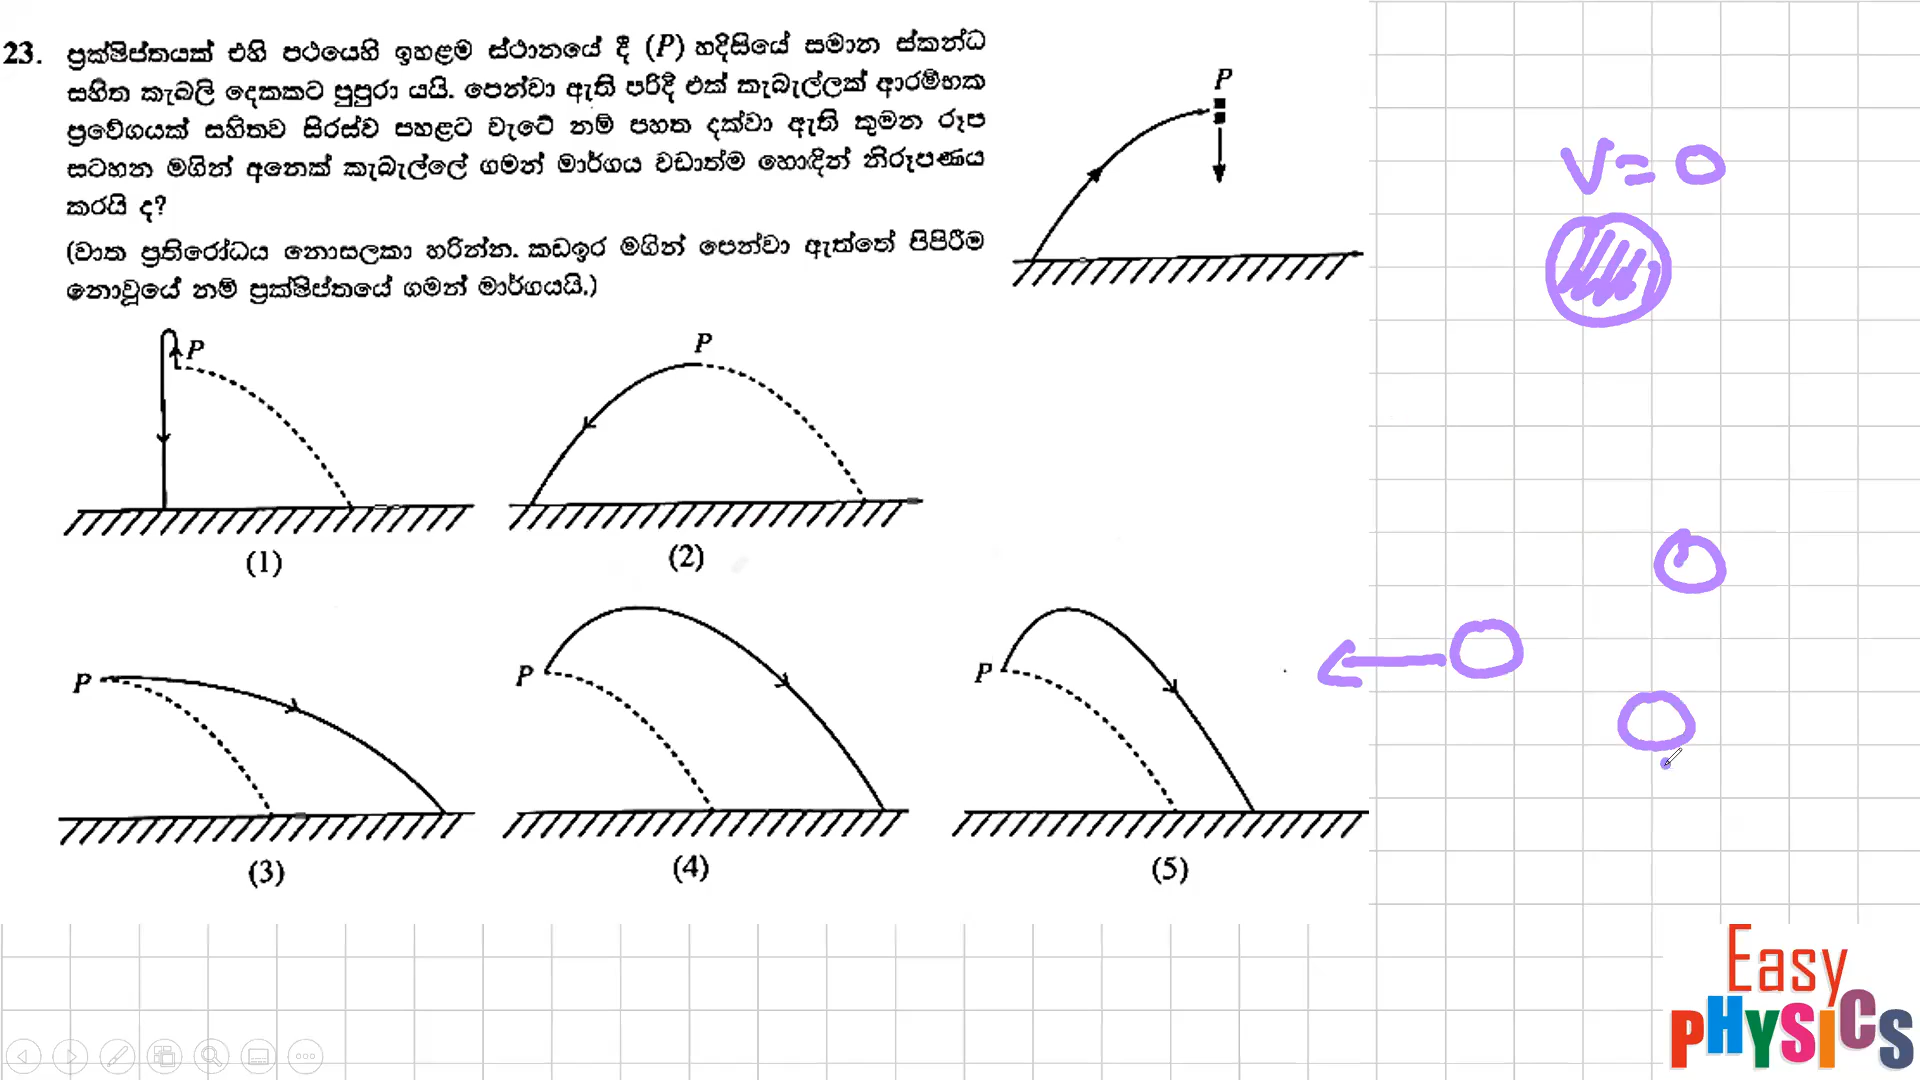 23. ප්‍රක්ෂිප්තයක් එහි පථයෙහි ඉහළම ස්ථානයේ දී (P) හදිසියේ සමාන ස්කන්ධ
සහිත කැබලි දෙකකට පුපුරා යයි. පෙන්වා ඇති පරිදි එක් කැබැල්ලක් ආරම්භක
ප්‍රවේගයක් සහිතව සිරස්ව පහළට වැටේ නම් පහත දක්වා ඇති කුමන රූප
සටහන මගින් අනෙක් කැබැල්ලේ ගමන් මාර්ගය වඩාත්ම හොඳින් නිරූපණය
කරයි ද?
(වාත ප්‍රතිරෝධය නොසලකා හරින්න. කඩඉර මගින් පෙන්වා ඇත්තේ පිපිරීම
නොවූයේ නම් ප්‍රක්ෂිප්තයේ ගමන් මාර්ගයයි.)
P
V = 0
P
P
(1)
(2)
P
P
P
(3)
(4)
(5)
Easy
PHYSICS